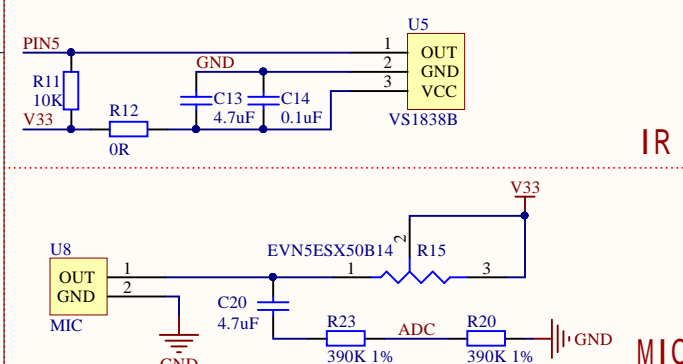 U5
PIN5
1
OUT
GND
2
GND
R11
3
VCC
10K
C13
C14
R12
4.7uF
0.1uF
V33
VS1838B
0R
IR
V33
U8
EVN5ESX50B14
2
R15
OUT
1
1
3
GND
2
C20
MIC
4.7uF
R23
ADC
R20
GND
MIC
GND
390K 1%
390K 1%